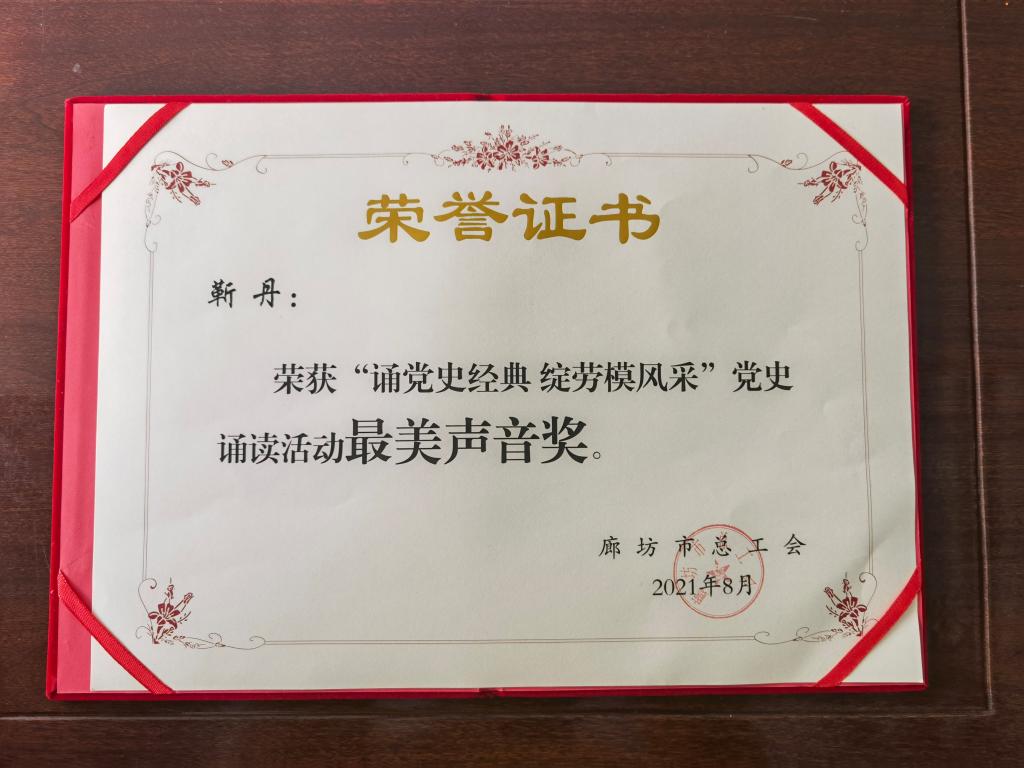 荣誉证书
靳丹：
荣获“诵党史经典 绽劳模风采”党史
诵读活动最美声音奖。
廊坊市总工会
2021年8月